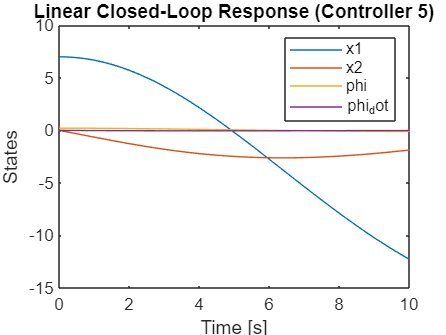 Linear Closed-Loop Response (Controller 5)
10
5
0
-5
-10
-15
States
x1
x2
phi
phi_dot
0
2
4
6
8
10
Time [s]